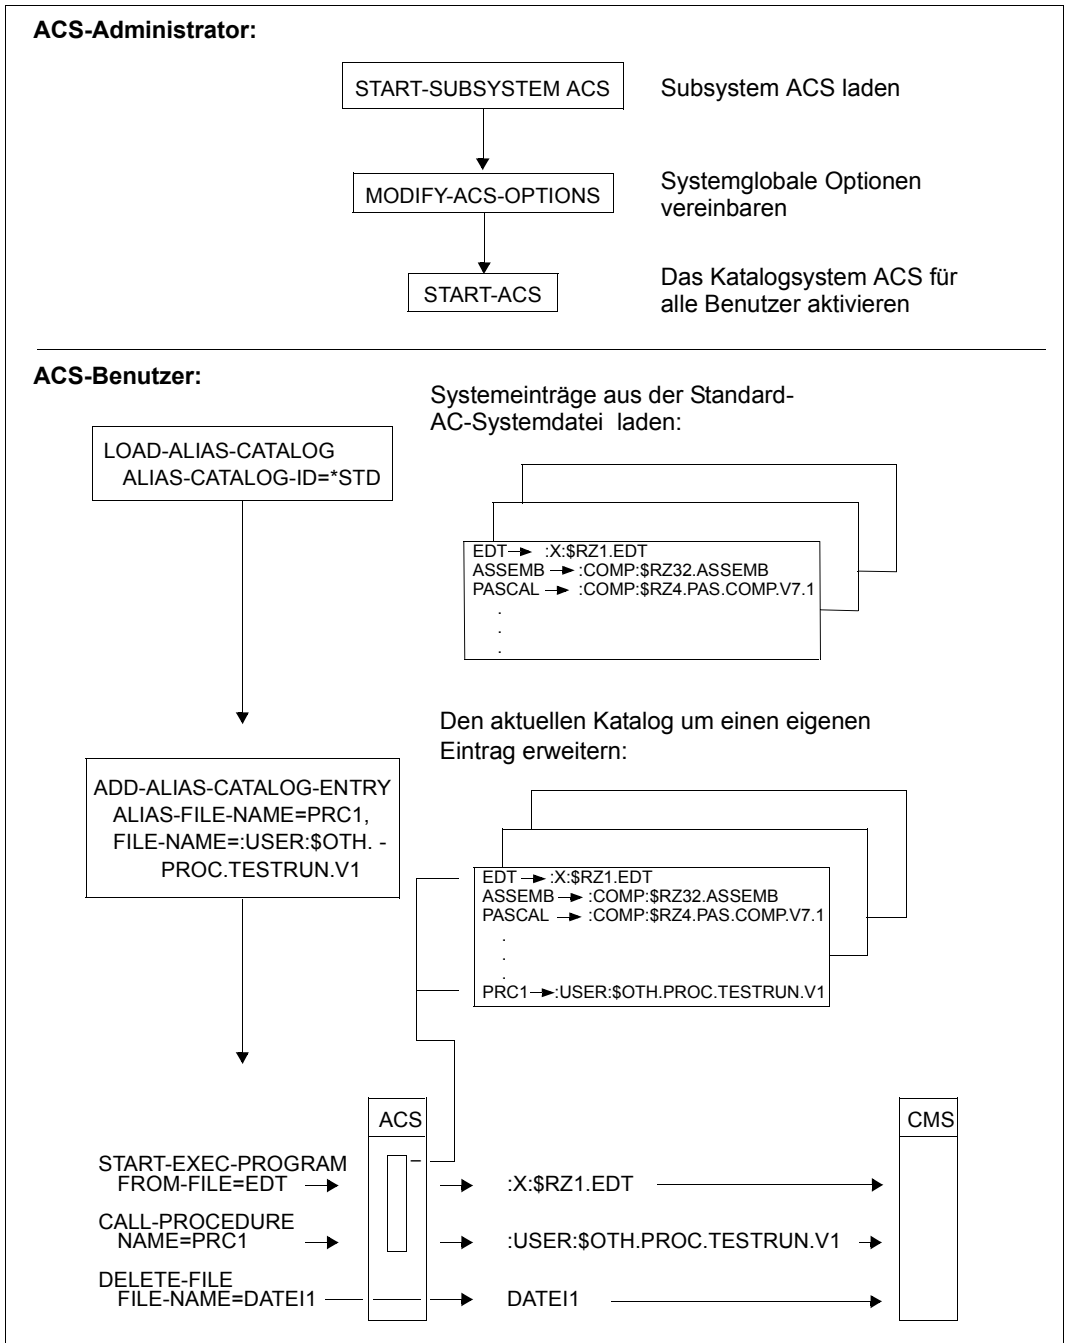 ACS-Administrator:
START-SUBSYSTEM ACS
Subsystem ACS laden
MODIFY-ACS-OPTIONS
Systemglobale Optionen
vereinbaren
START-ACS
Das Katalogsystem ACS für
alle Benutzer aktivieren
ACS-Benutzer:
Systemeinträge aus der Standard-
AC-Systemdatei laden:
LOAD-ALIAS-CATALOG
ALIAS-CATALOG-ID=*STD
EDT :X:$RZ1.EDT
ASSEMB :COMP:$RZ32.ASSEMB
PASCAL :COMP:$RZ4.PAS.COMP.V7.1
.
.
.
Den aktuellen Katalog um einen eigenen
Eintrag erweitern:
ADD-ALIAS-CATALOG-ENTRY
ALIAS-FILE-NAME=PRC1,
FILE-NAME=:USER:$OTH. -
PROC.TESTRUN.V1
EDT :X:$RZ1.EDT
ASSEMB :COMP:$RZ32.ASSEMB
PASCAL :COMP:$RZ4.PAS.COMP.V7.1
.
.
.
PRC1 :USER:$OTH.PROC.TESTRUN.V1
ACS
CMS
START-EXEC-PROGRAM
FROM-FILE=EDT
:X:$RZ1.EDT
CALL-PROCEDURE
NAME=PRC1
:USER:$OTH.PROC.TESTRUN.V1
DELETE-FILE
FILE-NAME=DATEI1
DATEI1